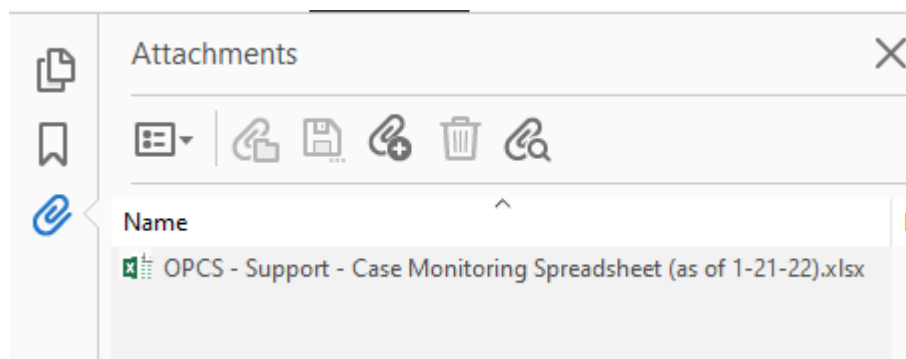 Attachments
Name
OPCS - Support - Case Monitoring Spreadsheet (as of 1-21-22).xlsx